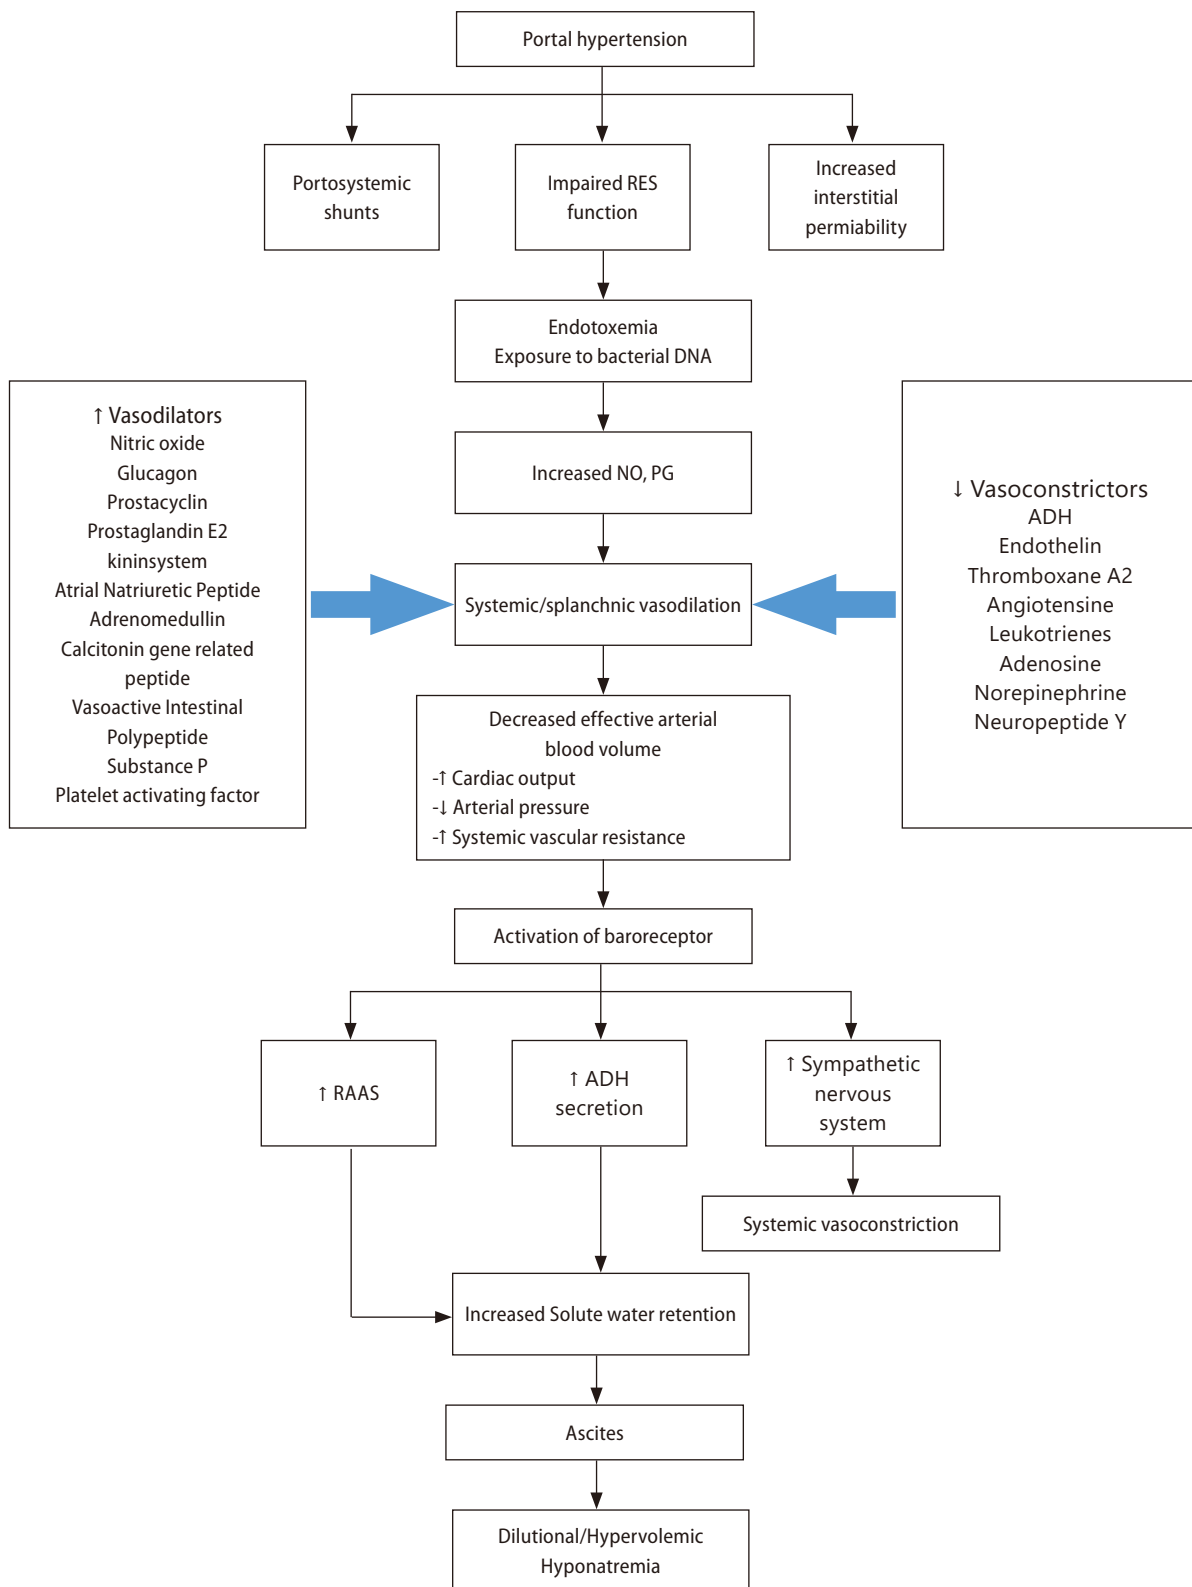 Portal hypertension
Portosystemic
shunts
Impaired RES
function
Increased
interstitial
permiability
Endotoxemia
Exposure to bacterial DNA
↑ Vasodilators
Nitric oxide
Glucagon
Prostacyclin
Prostaglandin E2
kininsystem
Atrial Natriuretic Peptide
Adrenomedullin
Calcitonin gene related
peptide
Vasoactive Intestinal
Polypeptide
Substance P
Platelet activating factor
Increased NO, PG
Systemic/splanchnic vasodilation
↓ Vasoconstrictors
ADH
Endothelin
Thromboxane A2
Angiotensine
Leukotrienes
Adenosine
Norepinephrine
Neuropeptide Y
Decreased effective arterial
blood volume
-↑ Cardiac output
-↓ Arterial pressure
-↑ Systemic vascular resistance
Activation of baroreceptor
↑ RAAS
↑ ADH
secretion
↑ Sympathetic
nervous
system
Systemic vasoconstriction
Increased Solute water retention
Ascites
Dilutional/Hypervolemic
Hyponatremia